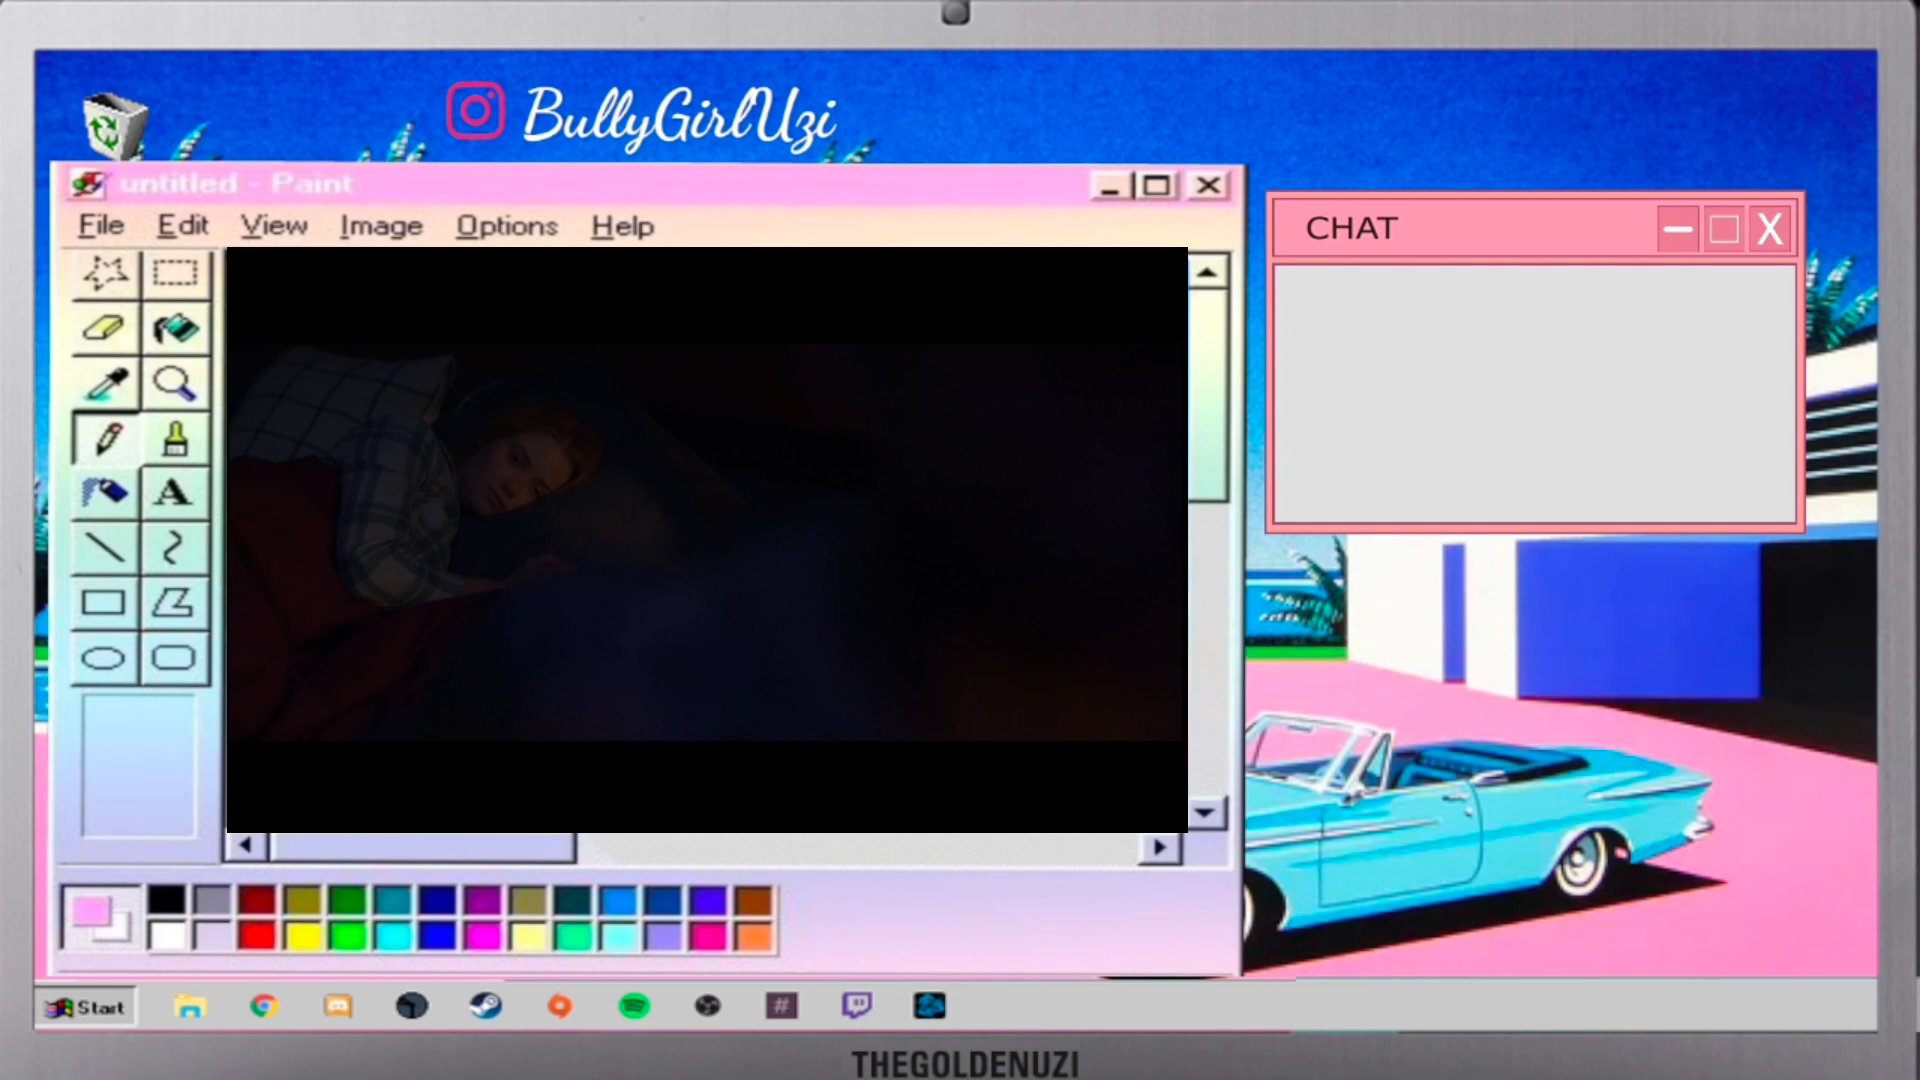 BullyGirlUzi
untitled - Paint
File Edit View Image Options Help
CHAT
A
Start
#
THEGOLDENUZI